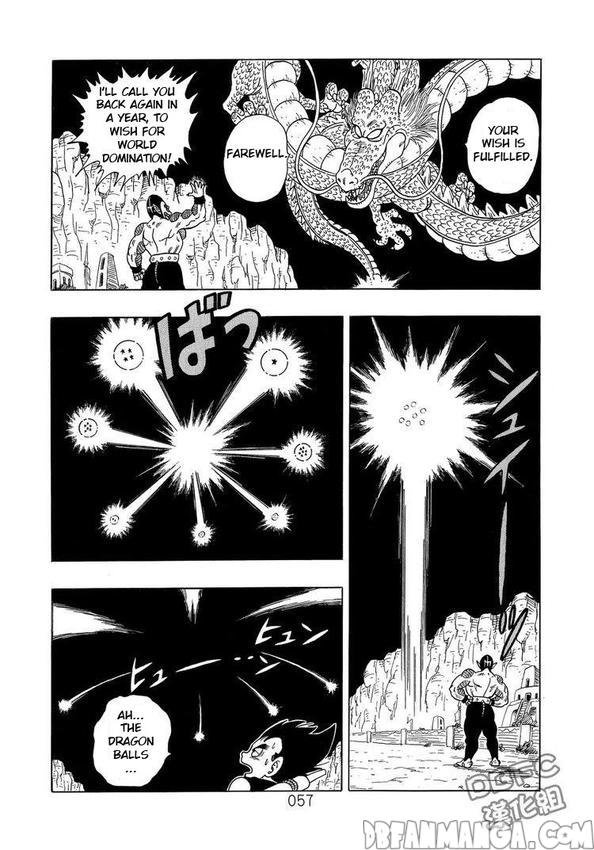 YOUR
WISH IS
FULFILLED.
FAREWELL.
I'LL CALL YOU
BACK AGAIN IN
A YEAR, TO
WISH FOR
WORLD
DOMINATION!
シュイー
ばっ
ヒュン
‥ヒュン
AH...
THE
DRAGON
BALLS
...
057
漢化組
DBFANMANGA.COM